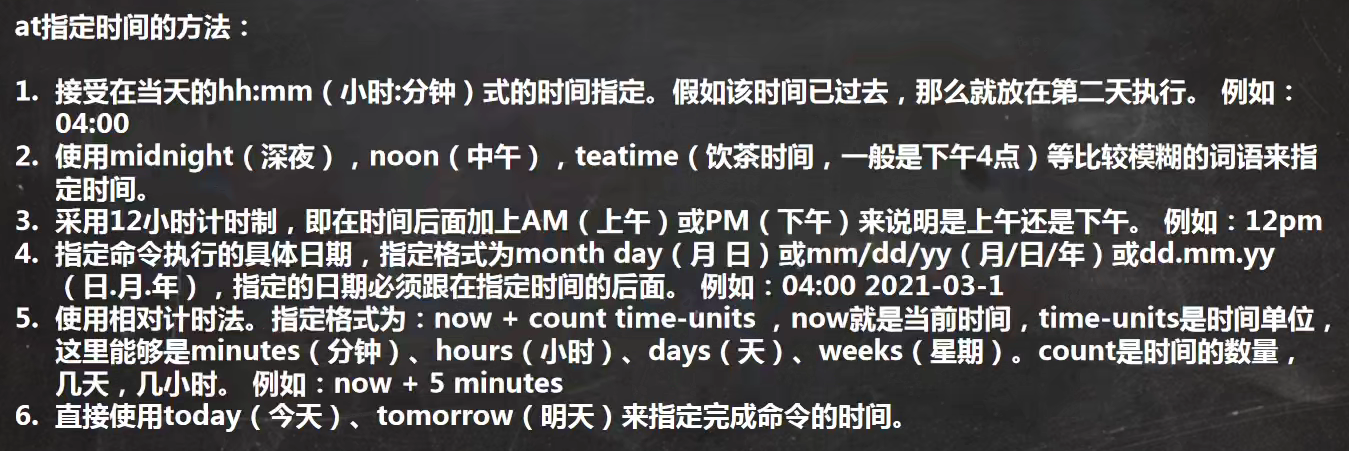 at指定时间的方法：
1. 接受在当天的hh:mm（小时:分钟）式的时间指定。假如该时间已过去，那么就放在第二天执行。 例如：
04:00
2. 使用midnight（深夜），noon（中午），teatime（饮茶时间，一般是下午4点）等比较模糊的词语来指
定时间。
3. 采用12小时计时制，即在时间后面加上AM（上午）或PM（下午）来说明是上午还是下午。 例如：12pm
4. 指定命令执行的具体日期，指定格式为month day（月 日）或mm/dd/yy（月/日/年）或dd.mm.yy
（日.月.年），指定的日期必须跟在指定时间的后面。 例如：04:00 2021-03-1
5. 使用相对计时法。指定格式为：now + count time-units ，now就是当前时间，time-units是时间单位，
这里能够是minutes（分钟）、hours（小时）、days（天）、weeks（星期）。count是时间的数量，
几天，几小时。 例如：now + 5 minutes
6. 直接使用today（今天）、tomorrow（明天）来指定完成命令的时间。